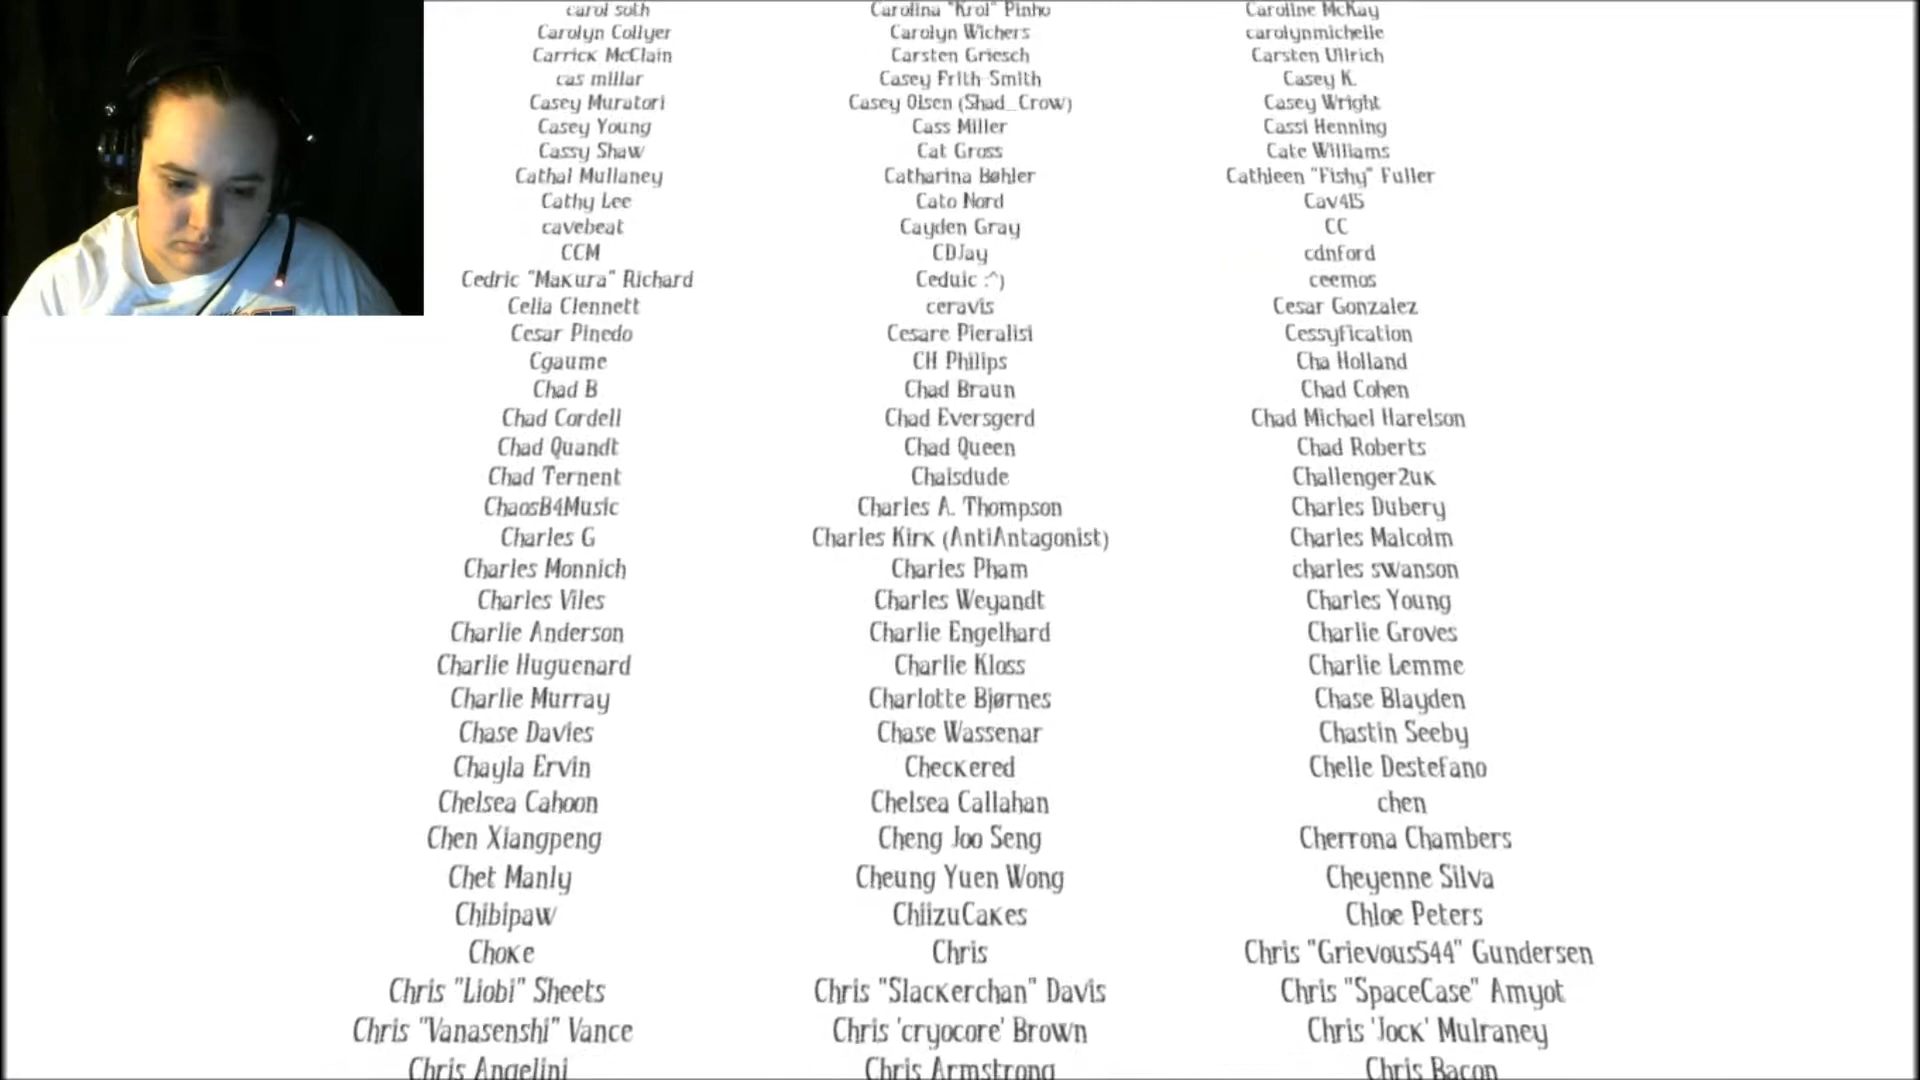 carol soth Carolina "Krol" Pinho Caroline McKay
Carolyn Collyer Carolyn Wichers carolynmichelle
Carrick McClain Carsten Griesch Carsten Ullrich
cas millar Casey Frith-Smith Casey K.
Casey Muratori Casey Olsen (Shad_Crow) Casey Wright
Casey Young Cass Miller Cassi Henning
Cassy Shaw Cat Gross Cate Williams
Cathal Mullaney Catharina Bøhler Cathleen "Fishy" Fuller
Cathy Lee Cato Nord Cav415
cavebeat Cayden Gray CC
CCM CDJay cdnford
Cedric "Makura" Richard Ceduic :^) ceemos
Celia Clennett ceravis Cesar Gonzalez
Cesar Pinedo Cesare Pieralisi Cessyfication
Cgaume CH Philips Cha Holland
Chad B Chad Braun Chad Cohen
Chad Cordell Chad Eversgerd Chad Michael Harelson
Chad Quandt Chad Queen Chad Roberts
Chad Ternent Chaisdude Challenger2uk
ChaosB4Music Charles A. Thompson Charles Dubery
Charles G Charles Kirk (AntiAntagonist) Charles Malcolm
Charles Monnich Charles Pham charles swanson
Charles Viles Charles Weyandt Charles Young
Charlie Anderson Charlie Engelhard Charlie Groves
Charlie Huguenard Charlie Kloss Charlie Lemme
Charlie Murray Charlotte Bjørnes Chase Blayden
Chase Davies Chase Wassenar Chastin Seeby
Chayla Ervin Checkered Chelle Destefano
Chelsea Cahoon Chelsea Callahan chen
Chen Xiangpeng Cheng Joo Seng Cherrona Chambers
Chet Manly Cheung Yuen Wong Cheyenne Silva
Chibipaw ChiizuCakes Chloe Peters
Choke Chris Chris "Grievous544" Gundersen
Chris "Liobi" Sheets Chris "Slackerchan" Davis Chris "SpaceCase" Amyot
Chris "Vanasenshi" Vance Chris 'cryocore' Brown Chris 'Jock' Mulraney
Chris Angelini Chris Armstrong Chris Bacon